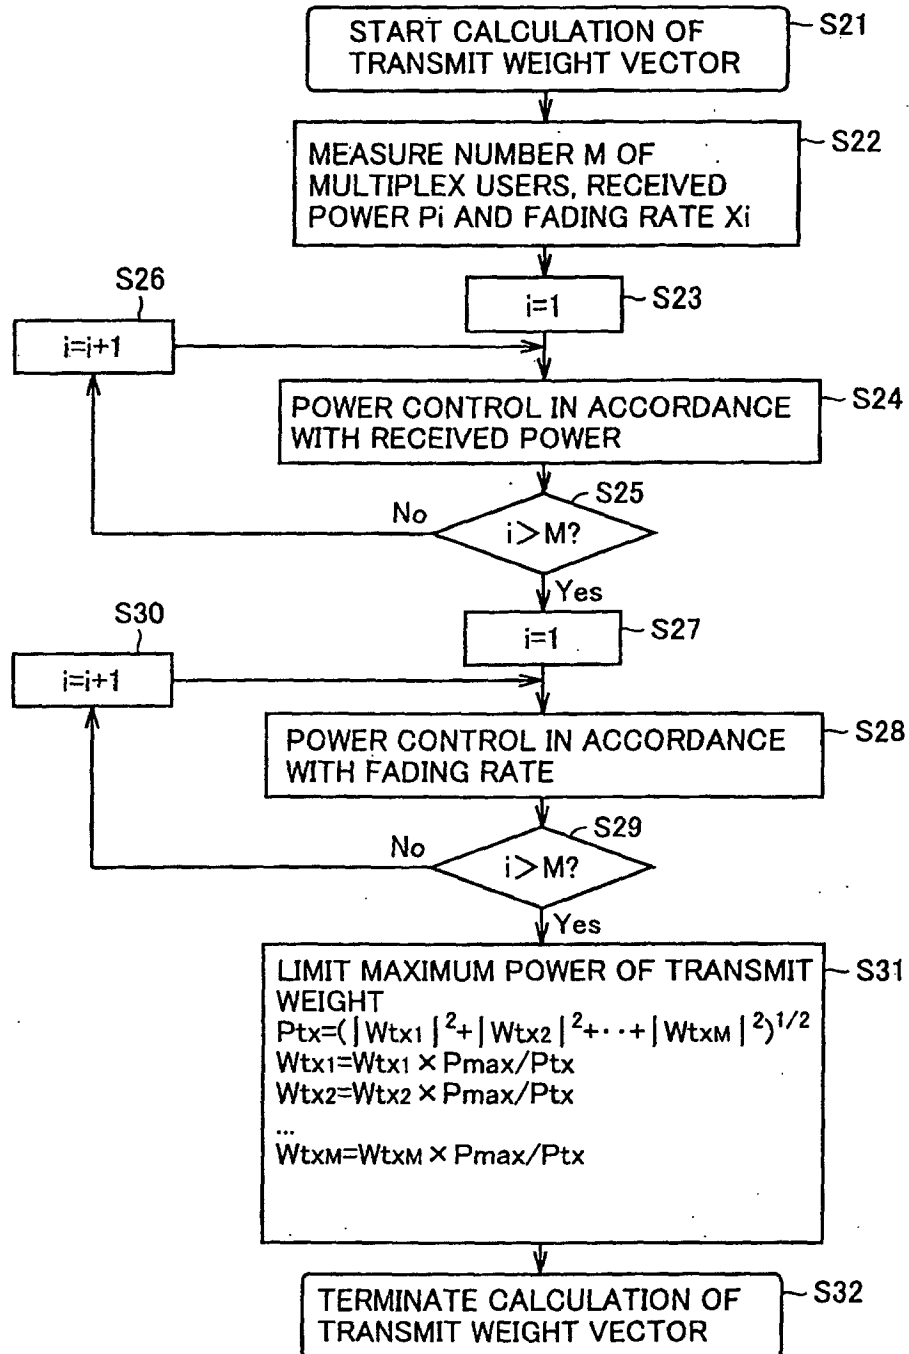 START CALCULATION OF
TRANSMIT WEIGHT VECTOR
S21
MEASURE NUMBER M OF
MULTIPLEX USERS, RECEIVED
POWER Pi AND FADING RATE Xi
S22
i=1
S23
S26
i=i+1
POWER CONTROL IN ACCORDANCE
WITH RECEIVED POWER
S24
S25
i>M?
No
Yes
i=1
S27
S30
i=i+1
POWER CONTROL IN ACCORDANCE
WITH FADING RATE
S28
S29
i>M?
No
Yes
LIMIT MAXIMUM POWER OF TRANSMIT
WEIGHT
Ptx=(|Wtx1|²+|Wtx2|²+··+|WtxM|²)^1/2
Wtx1=Wtx1×Pmax/Ptx
Wtx2=Wtx2×Pmax/Ptx
...
WtxM=WtxM×Pmax/Ptx
S31
TERMINATE CALCULATION OF
TRANSMIT WEIGHT VECTOR
S32